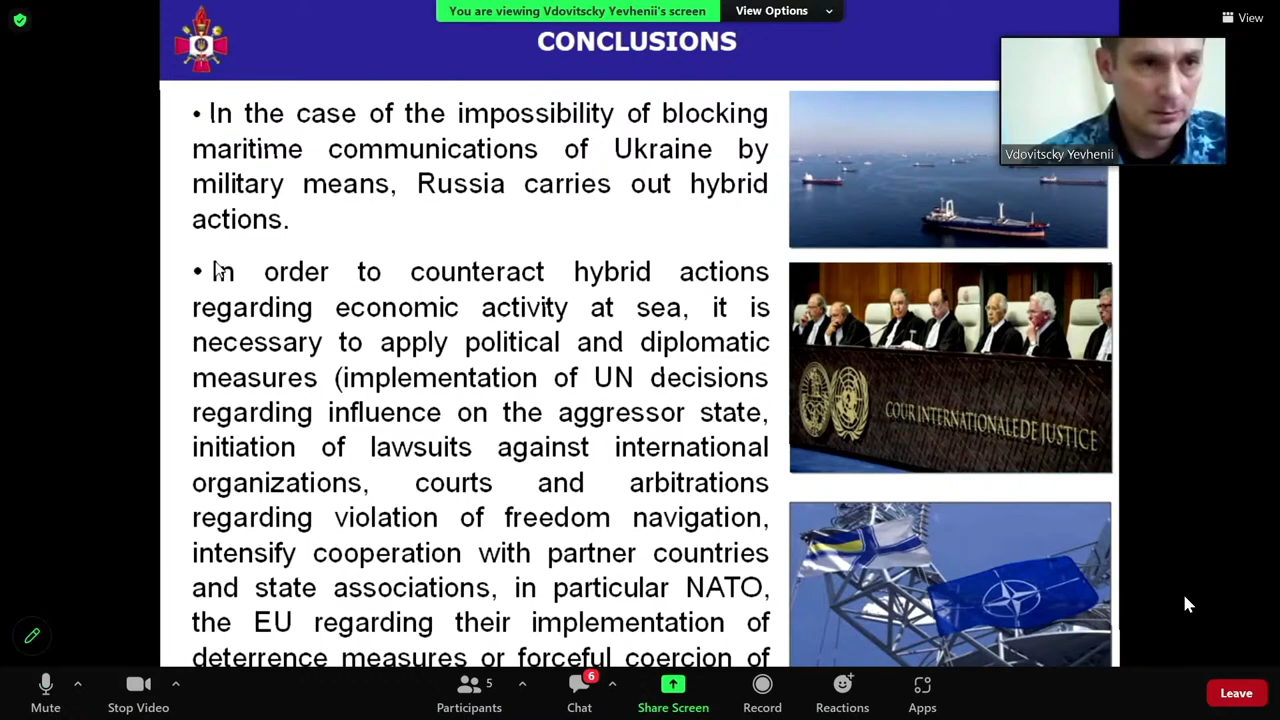 You are viewing Vdovitscky Yevhenii's screen
View Options
View
CONCLUSIONS
Vdovitscky Yevhenii
• In the case of the impossibility of blocking
maritime communications of Ukraine by
military means, Russia carries out hybrid
actions.
• In order to counteract hybrid actions
regarding economic activity at sea, it is
necessary to apply political and diplomatic
measures (implementation of UN decisions
regarding influence on the aggressor state,
initiation of lawsuits against international
organizations, courts and arbitrations
regarding violation of freedom navigation,
intensify cooperation with partner countries
and state associations, in particular NATO,
the EU regarding their implementation of
deterrence measures or forceful coercion of
COUR INTERNATIONALE DE JUSTICE
Mute
Stop Video
5
Participants
6
Chat
Share Screen
Record
Reactions
Apps
Leave